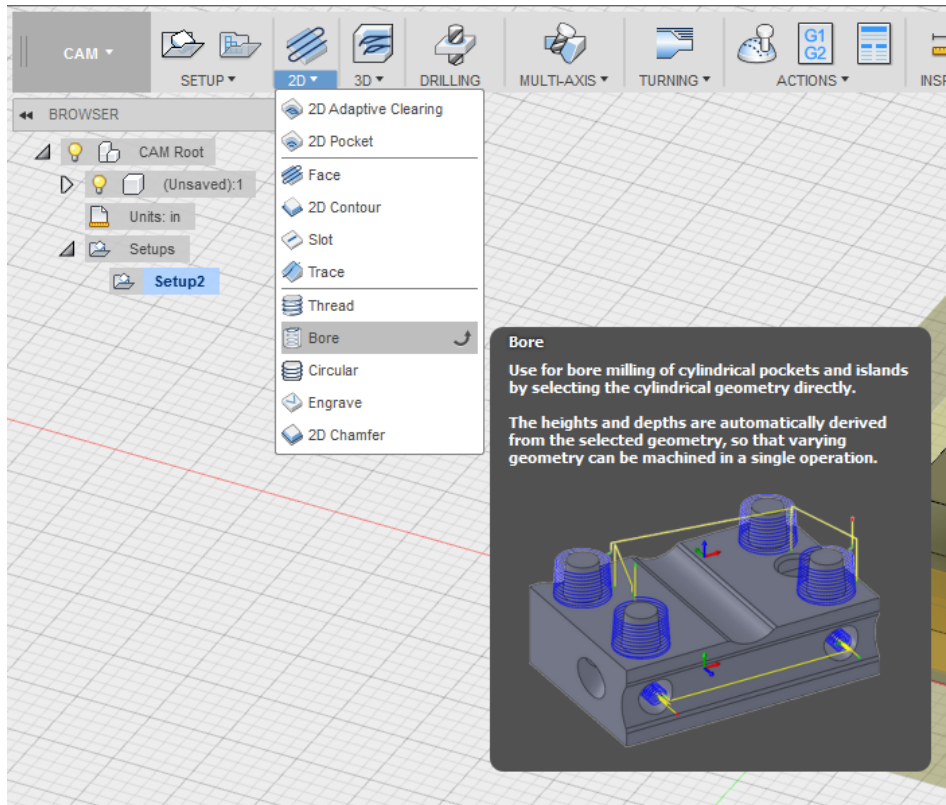 CAM
SETUP
2D
3D
DRILLING
MULTI-AXIS
TURNING
G1
G2
ACTIONS
BROWSER
CAM Root
(Unsaved):1
Units: in
Setups
Setup2
2D Adaptive Clearing
2D Pocket
Face
2D Contour
Slot
Trace
Thread
Bore
Circular
Engrave
2D Chamfer
Bore
Use for bore milling of cylindrical pockets and islands
by selecting the cylindrical geometry directly.
The heights and depths are automatically derived
from the selected geometry, so that varying
geometry can be machined in a single operation.